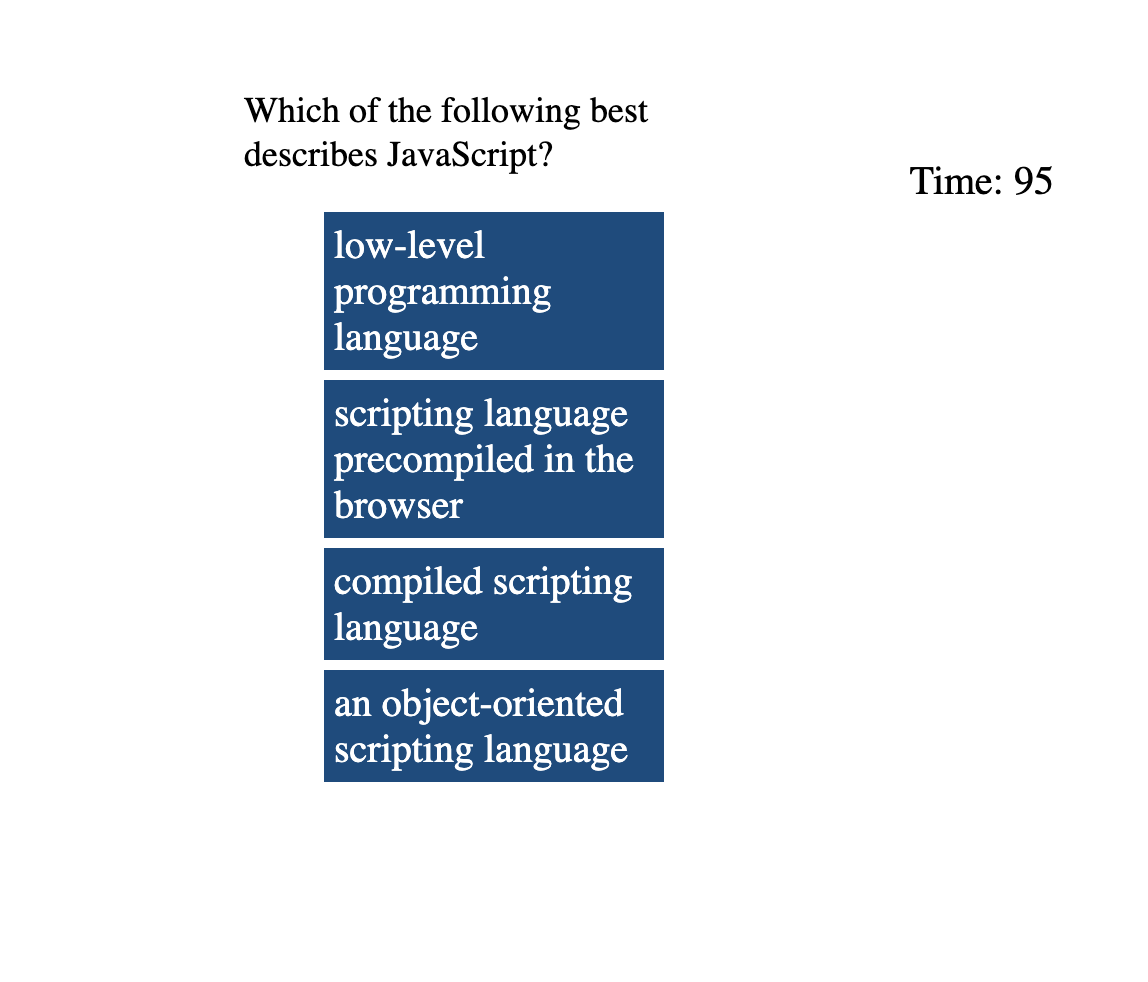 Which of the following best
describes JavaScript?
Time: 95
low-level
programming
language
scripting language
precompiled in the
browser
compiled scripting
language
an object-oriented
scripting language